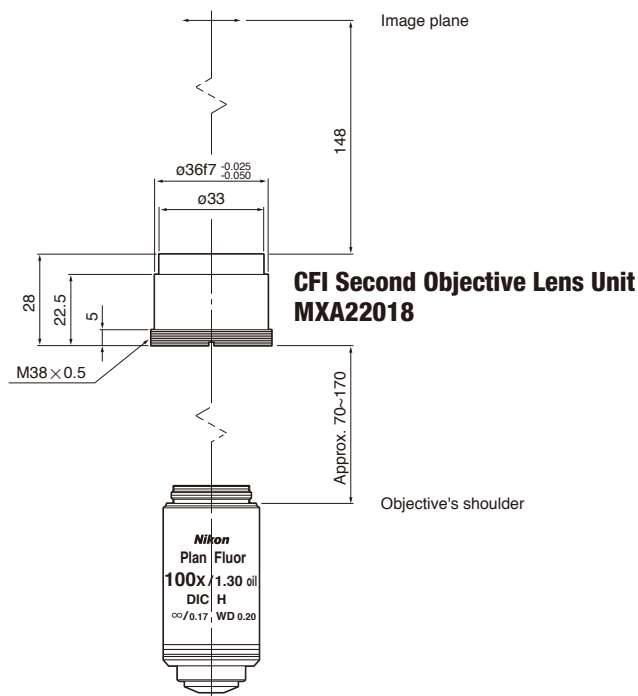 Image plane
148
ø36f7 -0.025 -0.050
ø33
CFI Second Objective Lens Unit
MXA22018
28
22.5
5
M38×0.5
Approx. 70~170
Objective's shoulder
Nikon
Plan Fluor
100x/1.30 oil
DIC H
∞/0.17 WD 0.20